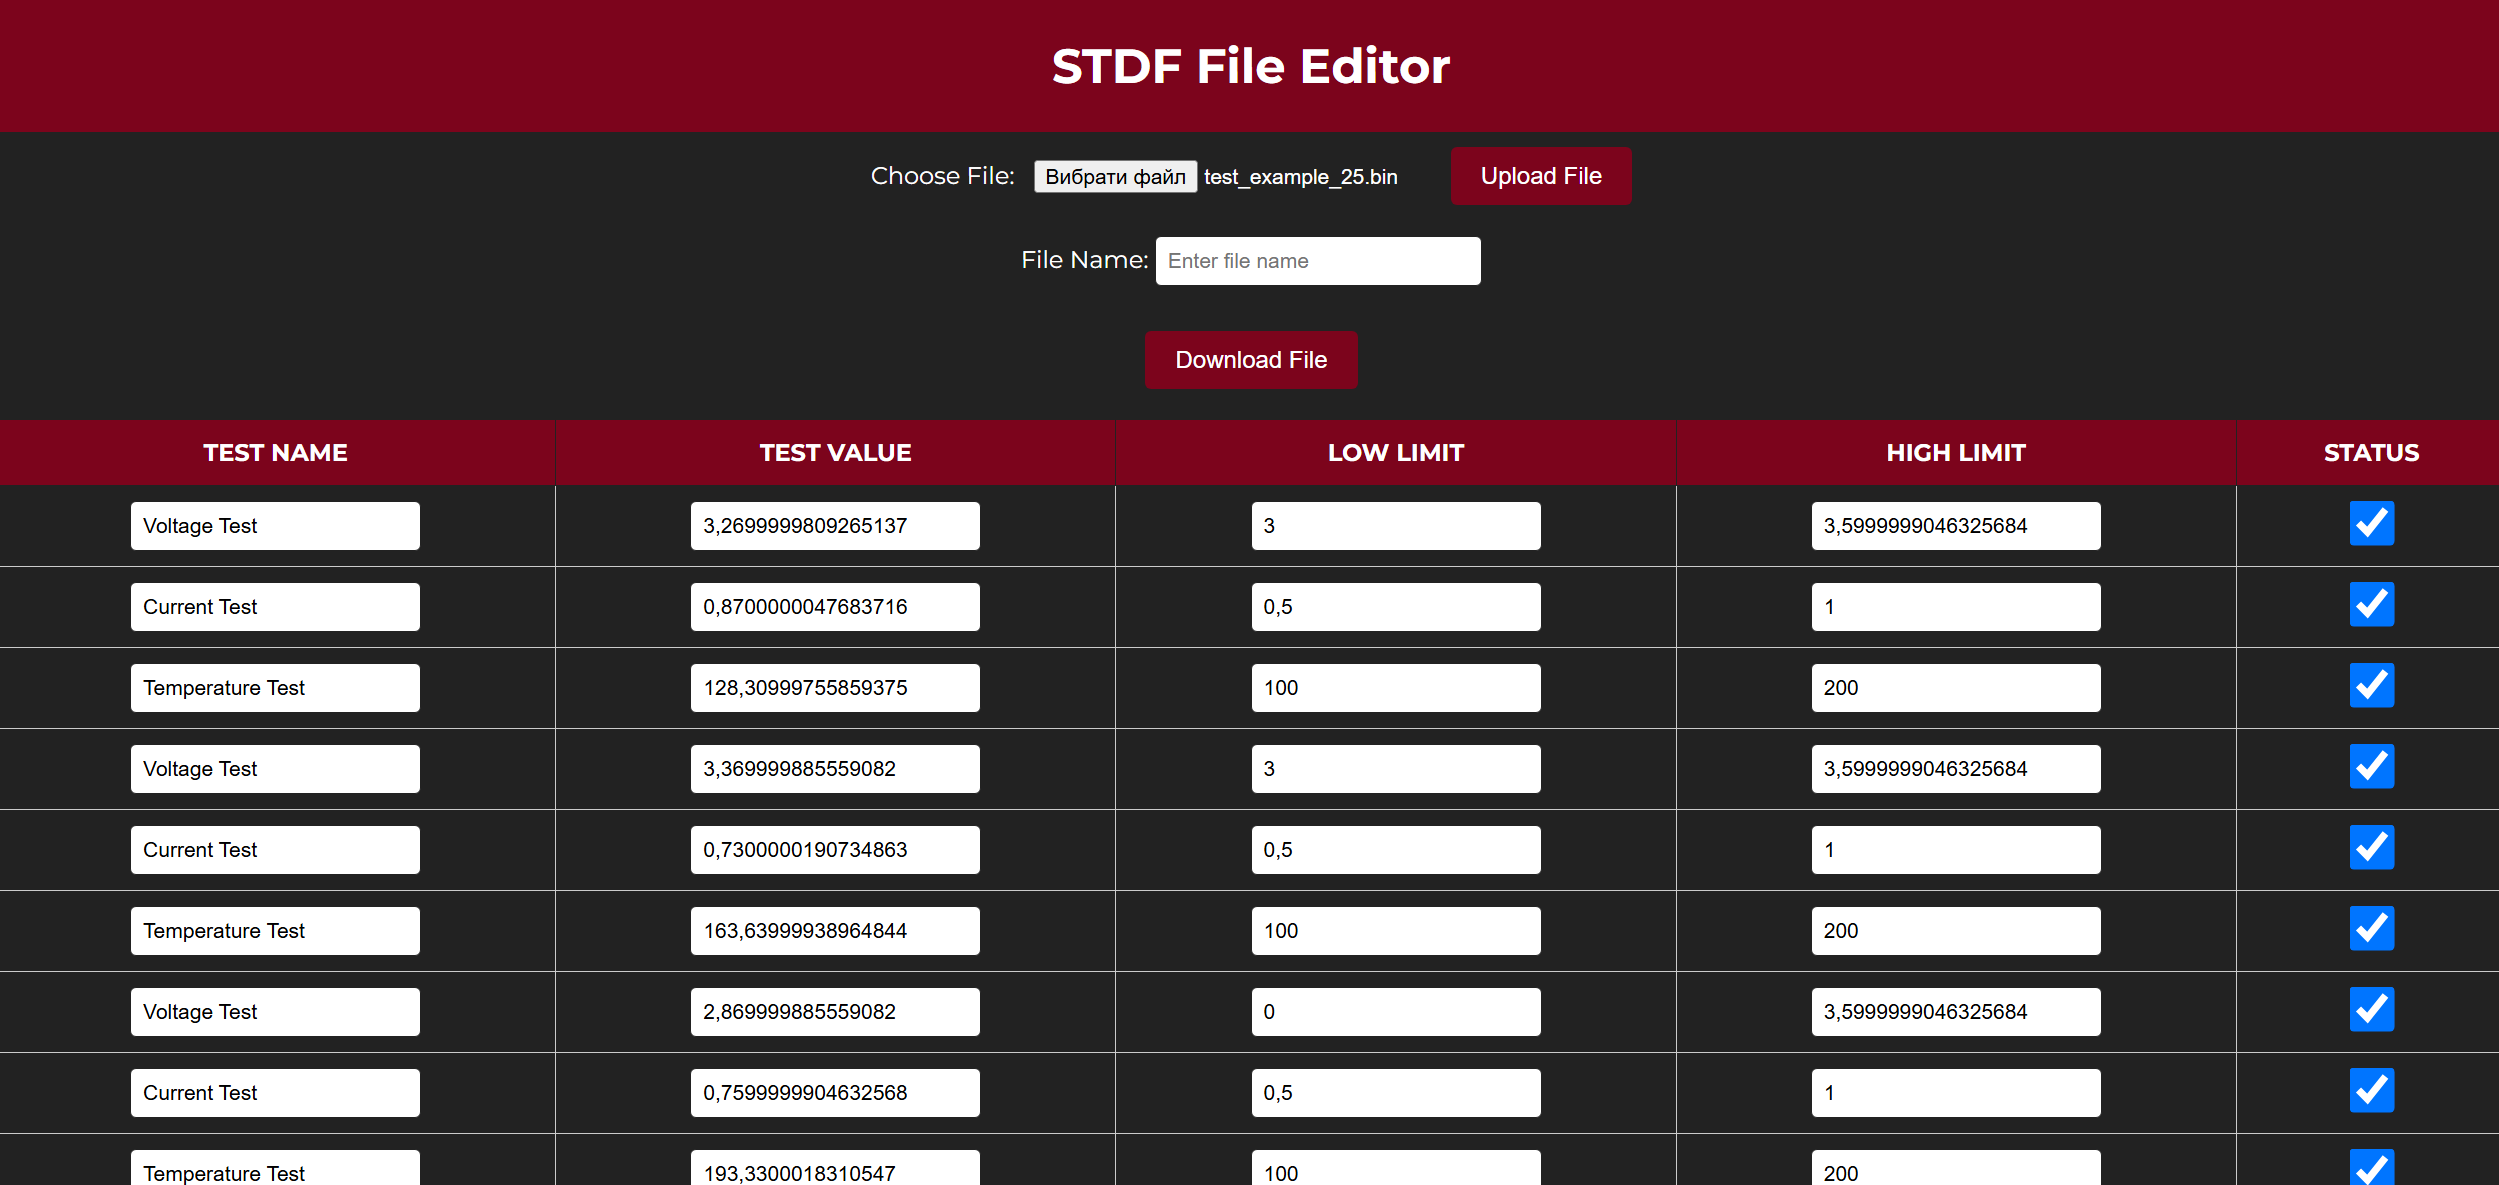 STDF File Editor
Choose File: Вибрати файл test_example_25.bin Upload File
File Name: Enter file name
Download File
TEST NAME TEST VALUE LOW LIMIT HIGH LIMIT STATUS
Voltage Test 3,2699999809265137 3 3,5999999046325684
Current Test 0,8700000047683716 0,5 1
Temperature Test 128,30999755859375 100 200
Voltage Test 3,369999885559082 3 3,5999999046325684
Current Test 0,7300000190734863 0,5 1
Temperature Test 163,63999938964844 100 200
Voltage Test 2,869999885559082 0 3,5999999046325684
Current Test 0,7599999904632568 0,5 1
Temperature Test 193,3300018310547 100 200